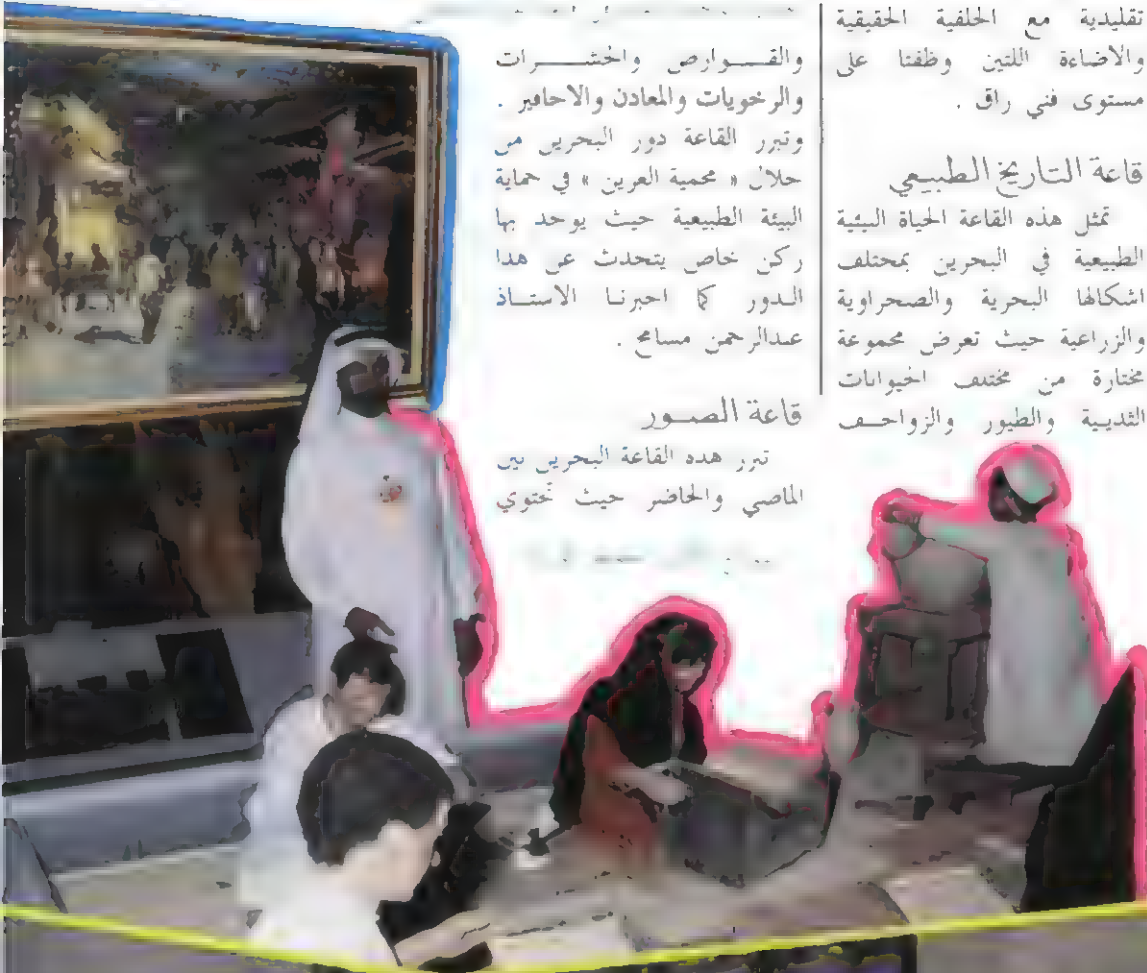 تقليدية مع الخلفية الحقيقية
والاضاءة اللتين وظفتا على
مستوى فني راق .
قاعة التاريخ الطبيعي
تمثل هذه القاعة الحياة البيئية
الطبيعية في البحرين بمختلف
اشكالها البحرية والصحراوية
والزراعية حيث تعرض مجموعة
مختارة من مختلف الحيوانات
الثديية والطيور والزواحف
والقوارض والحشرات
والرخويات والمعادن والاحافير .
وتبرز القاعة دور البحرين من
خلال « محمية العرين » في حماية
البيئة الطبيعية حيث يوجد بها
ركن خاص يتحدث عن هذا
الدور كما اخبرنا الاستاذ
عبدالرحمن مسامح .
قاعة الصور
تبرز هذه القاعة البحرين بين
الماضي والحاضر حيث تحتوي